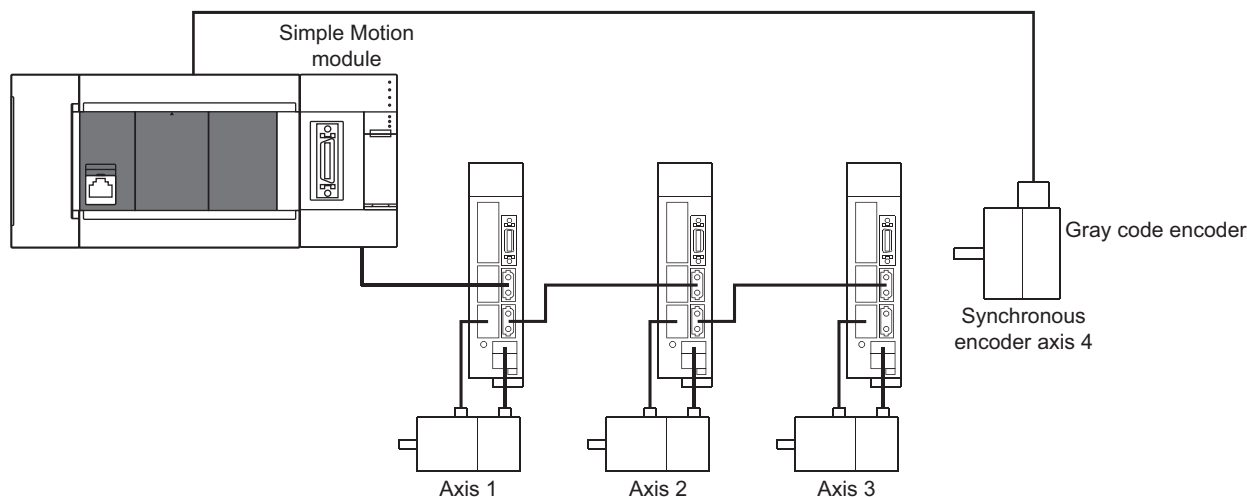 Simple Motion
module
Gray code encoder
Synchronous
encoder axis 4
Axis 1
Axis 2
Axis 3